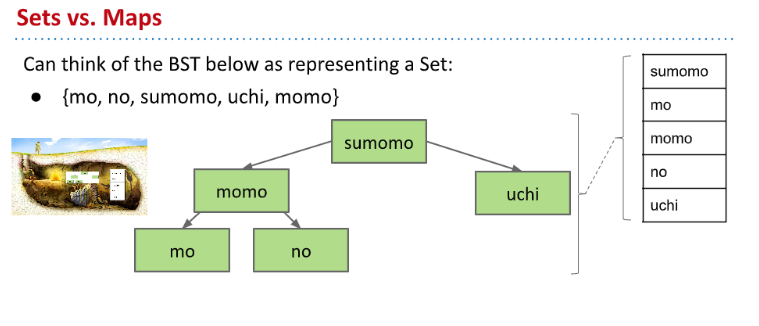 Sets vs. Maps
Can think of the BST below as representing a Set:
● {mo, no, sumomo, uchi, momo}
sumomo
momo
uchi
mo
no
sumomo
mo
momo
no
uchi